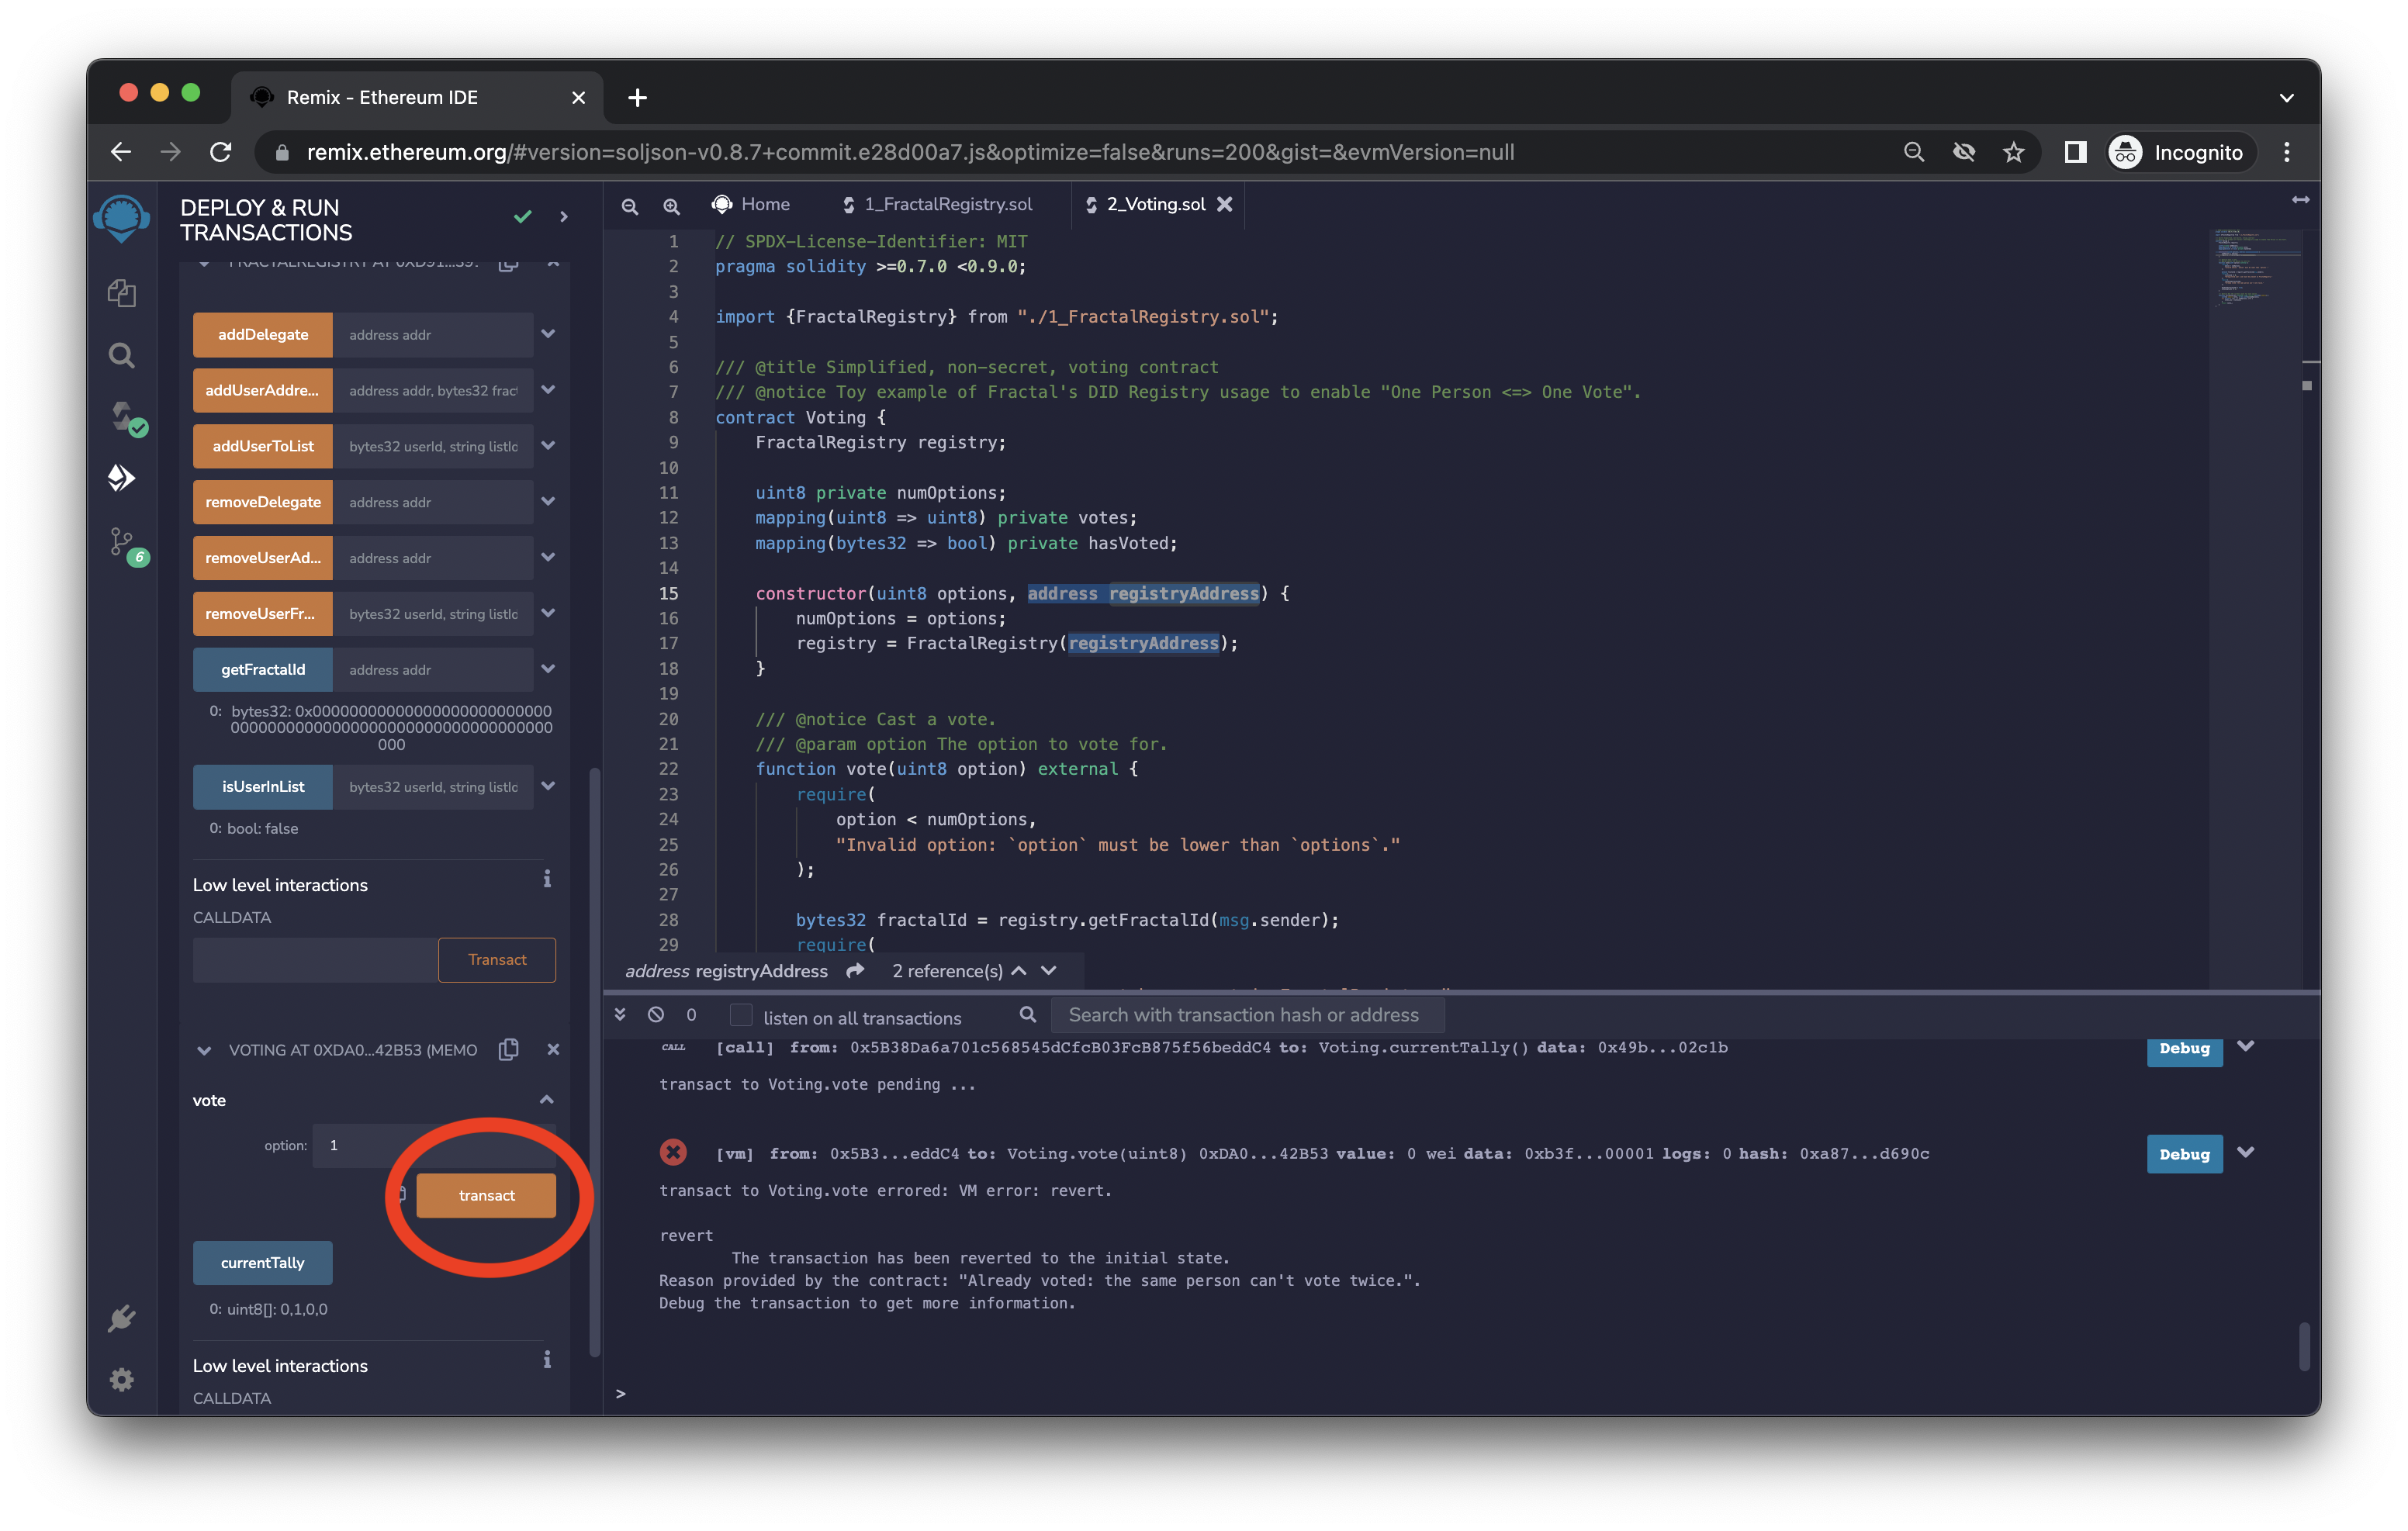 Remix - Ethereum IDE
remix.ethereum.org/#version=soljson-v0.8.7+commit.e28d00a7.js&optimize=false&runs=200&gist=&evmVersion=null
Incognito
DEPLOY & RUN
TRANSACTIONS
addDelegate address addr
addUserAddre... address addr, bytes32 frac
addUserToList bytes32 userId, string listId
removeDelegate address addr
removeUserAd... address addr
removeUserFr... bytes32 userId, string listId
getFractalId address addr
isUserInList bytes32 userId, string listId
0: bool: false
Low level interactions
CALLDATA
Transact
VOTING AT 0XDA0...42B53 (MEMO
vote
option: 1
transact
currentTally
0: uint8[]: 0,1,0,0
Low level interactions
CALLDATA
6
Home
1_FractalRegistry.sol
2_Voting.sol
1 // SPDX-License-Identifier: MIT
2 pragma solidity >=0.7.0 <0.9.0;
3
4 import {FractalRegistry} from "./1_FractalRegistry.sol";
5
6 /// @title Simplified, non-secret, voting contract
7 /// @notice Toy example of Fractal's DID Registry usage to enable "One Person <=> One Vote".
8 contract Voting {
9 FractalRegistry registry;
10
11 uint8 private numOptions;
12 mapping(uint8 => uint8) private votes;
13 mapping(bytes32 => bool) private hasVoted;
14
15 constructor(uint8 options, address registryAddress) {
16 numOptions = options;
17 registry = FractalRegistry(registryAddress);
18 }
19
20 /// @notice Cast a vote.
21 /// @param option The option to vote for.
22 function vote(uint8 option) external {
23 require(
24 option < numOptions,
25 "Invalid option: `option` must be lower than `options`."
26 );
27
28 bytes32 fractalId = registry.getFractalId(msg.sender);
29 require(
address registryAddress 2 reference(s)
0 listen on all transactions Search with transaction hash or address
CALL [call] from: 0x5B38Da6a701c568545dCfcB03FcB875f56beddC4 to: Voting.currentTally() data: 0x49b...02c1b Debug
transact to Voting.vote pending ...
[vm] from: 0x5B3...eddC4 to: Voting.vote(uint8) 0xDA0...42B53 value: 0 wei data: 0xb3f...00001 logs: 0 hash: 0xa87...d690c Debug
transact to Voting.vote errored: VM error: revert.
revert
The transaction has been reverted to the initial state.
Reason provided by the contract: "Already voted: the same person can't vote twice.".
Debug the transaction to get more information.
>